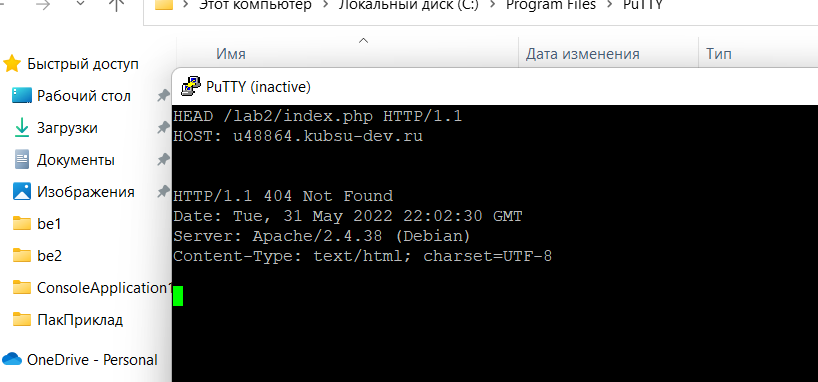 Этот компьютер > Локальный диск (C:) > Program Files > PuTTY
Имя Дата изменения Тип
Быстрый доступ
Рабочий стол
Загрузки
Документы
Изображения
be1
be2
ConsoleApplication1
ПакПриклад
OneDrive - Personal
PuTTY (inactive)
HEAD /lab2/index.php HTTP/1.1
HOST: u48864.kubsu-dev.ru
HTTP/1.1 404 Not Found
Date: Tue, 31 May 2022 22:02:30 GMT
Server: Apache/2.4.38 (Debian)
Content-Type: text/html; charset=UTF-8